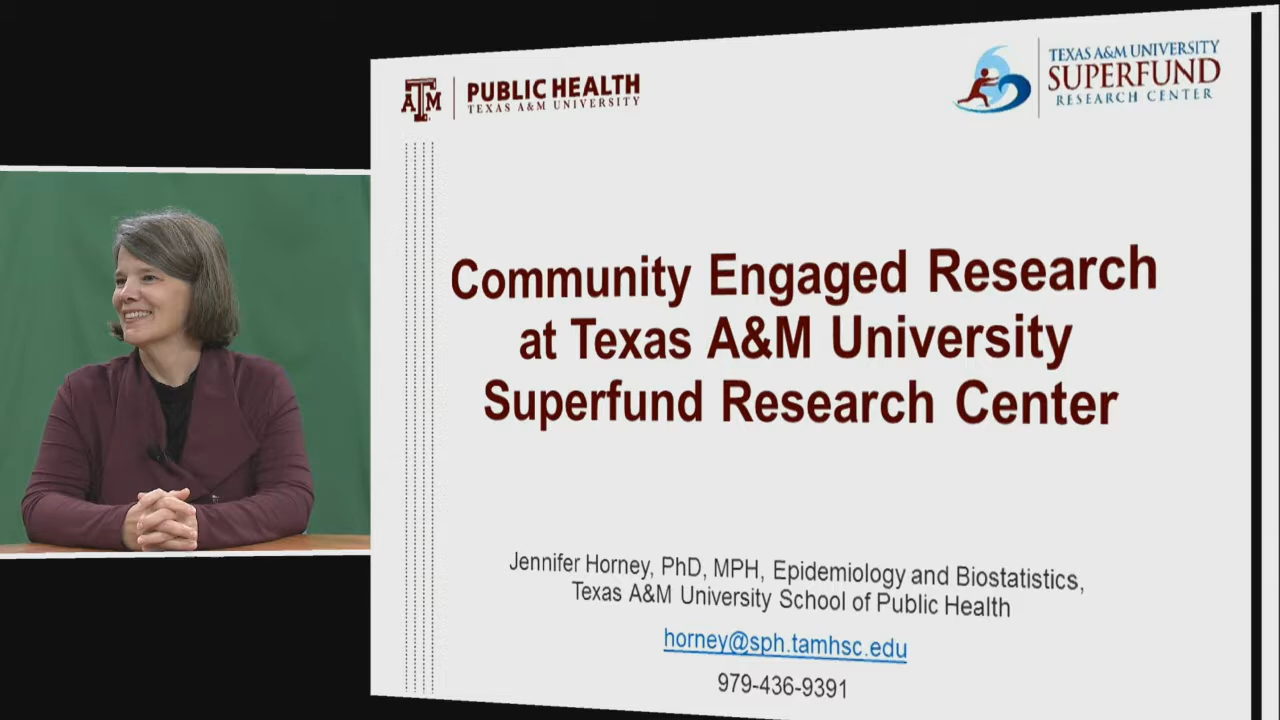 PUBLIC HEALTH
TEXAS A&M UNIVERSITY
TEXAS A&M UNIVERSITY
SUPERFUND
RESEARCH CENTER
ATM
Community Engaged Research
at Texas A&M University
Superfund Research Center
Jennifer Horney, PhD, MPH, Epidemiology and Biostatistics,
Texas A&M University School of Public Health
horney@sph.tamhsc.edu
979-436-9391